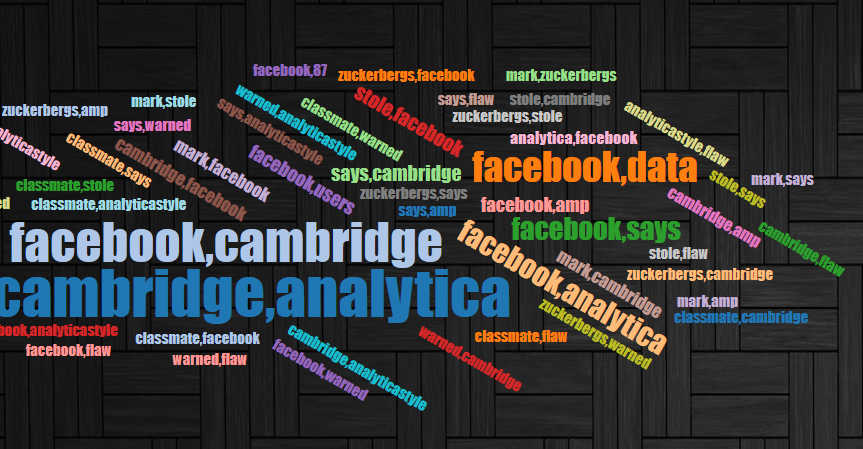 facebook,87
zuckerbergs,facebook
mark,zuckerbergs
warned,analyticastyle
stole,facebook
says,flaw
stole,cambridge
mark,stole
zuckerbergs,amp
says,analyticastyle
classmate,warned
zuckerbergs,stole
analyticastyle,flaw
says,warned
lyticastyle
classmate,says
cambridge,facebook
mark,facebook
facebook,users
analytica,facebook
says,cambridge
facebook,data
stole,says
mark,says
classmate,stole
zuckerbergs,says
ed
classmate,analyticastyle
says,amp
facebook,amp
cambridge,amp
facebook,cambridge
facebook,says
cambridge,flaw
facebook,analytica
mark,cambridge
stole,flaw
zuckerbergs,cambridge
cambridge,analytica
mark,amp
classmate,cambridge
zuckerbergs,warned
book,analyticastyle
classmate,facebook
cambridge,analyticastyle
warned,cambridge
classmate,flaw
facebook,flaw
warned,flaw
facebook,warned